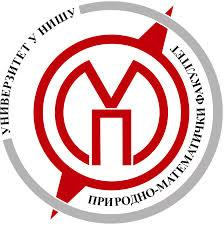 УНИВЕРЗИТЕТ У НИШУ
ПРИРОДНО-МАТЕМАТИЧКИ ФАКУЛТЕТ